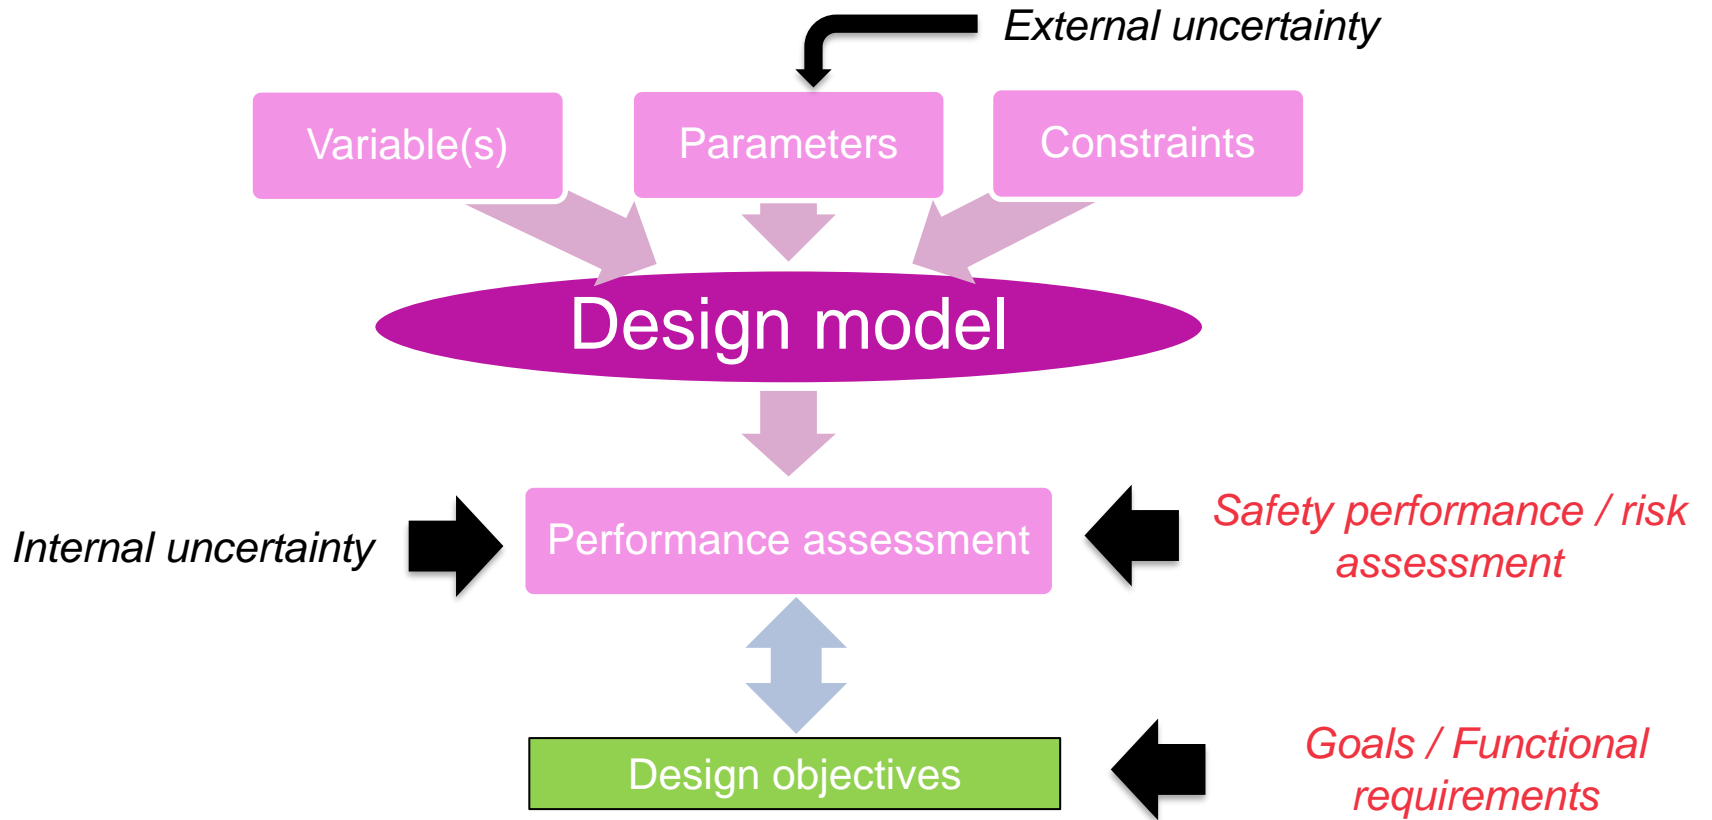 External uncertainty
Variable(s)
Parameters
Constraints
Design model
Internal uncertainty
Performance assessment
Safety performance / risk
assessment
Design objectives
Goals / Functional
requirements